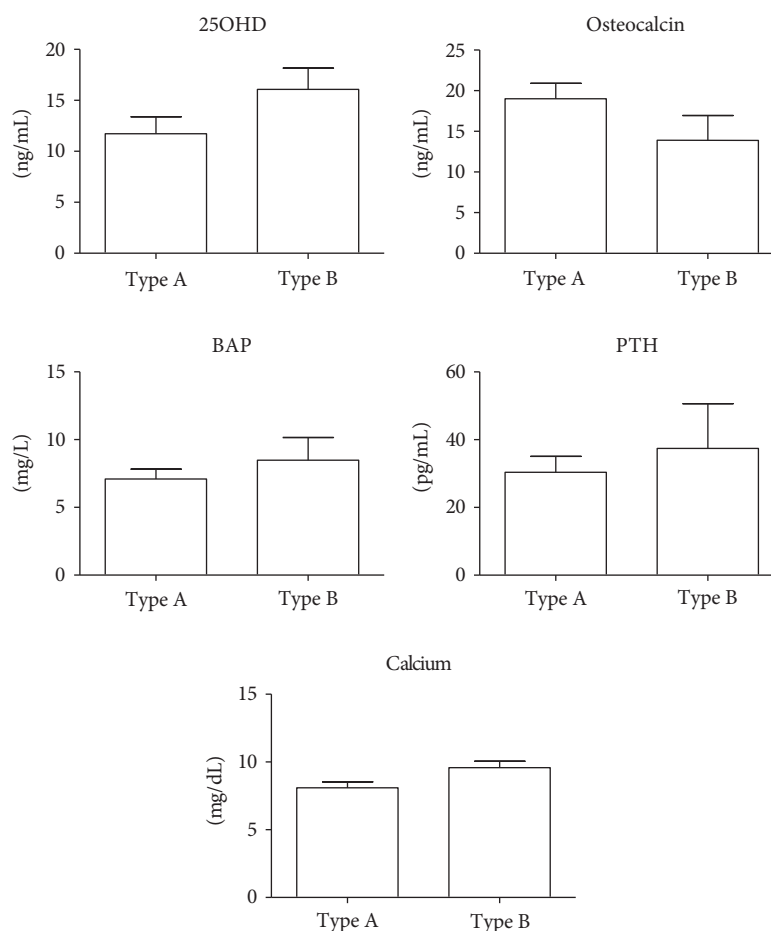 25OHD
20
15
10
5
0
(ng/mL)
Type A
Type B
Osteocalcin
25
20
15
10
5
0
(ng/mL)
Type A
Type B
BAP
15
10
5
0
(mg/L)
Type A
Type B
PTH
60
40
20
0
(pg/mL)
Type A
Type B
Calcium
15
10
5
0
(mg/dL)
Type A
Type B